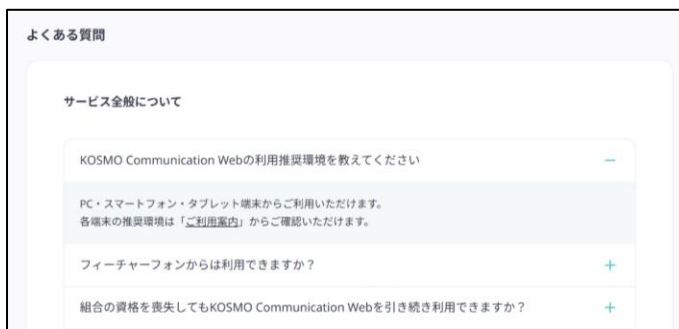 よくある質問
サービス全般について
KOSMO Communication Webの利用推奨環境を教えてください
PC・スマートフォン・タブレット端末からご利用いただけます。
各端末の推奨環境は「ご利用案内」からご確認いただけます。
フィーチャーフォンからは利用できますか？
組合の資格を喪失してもKOSMO Communication Webを引き続き利用できますか？